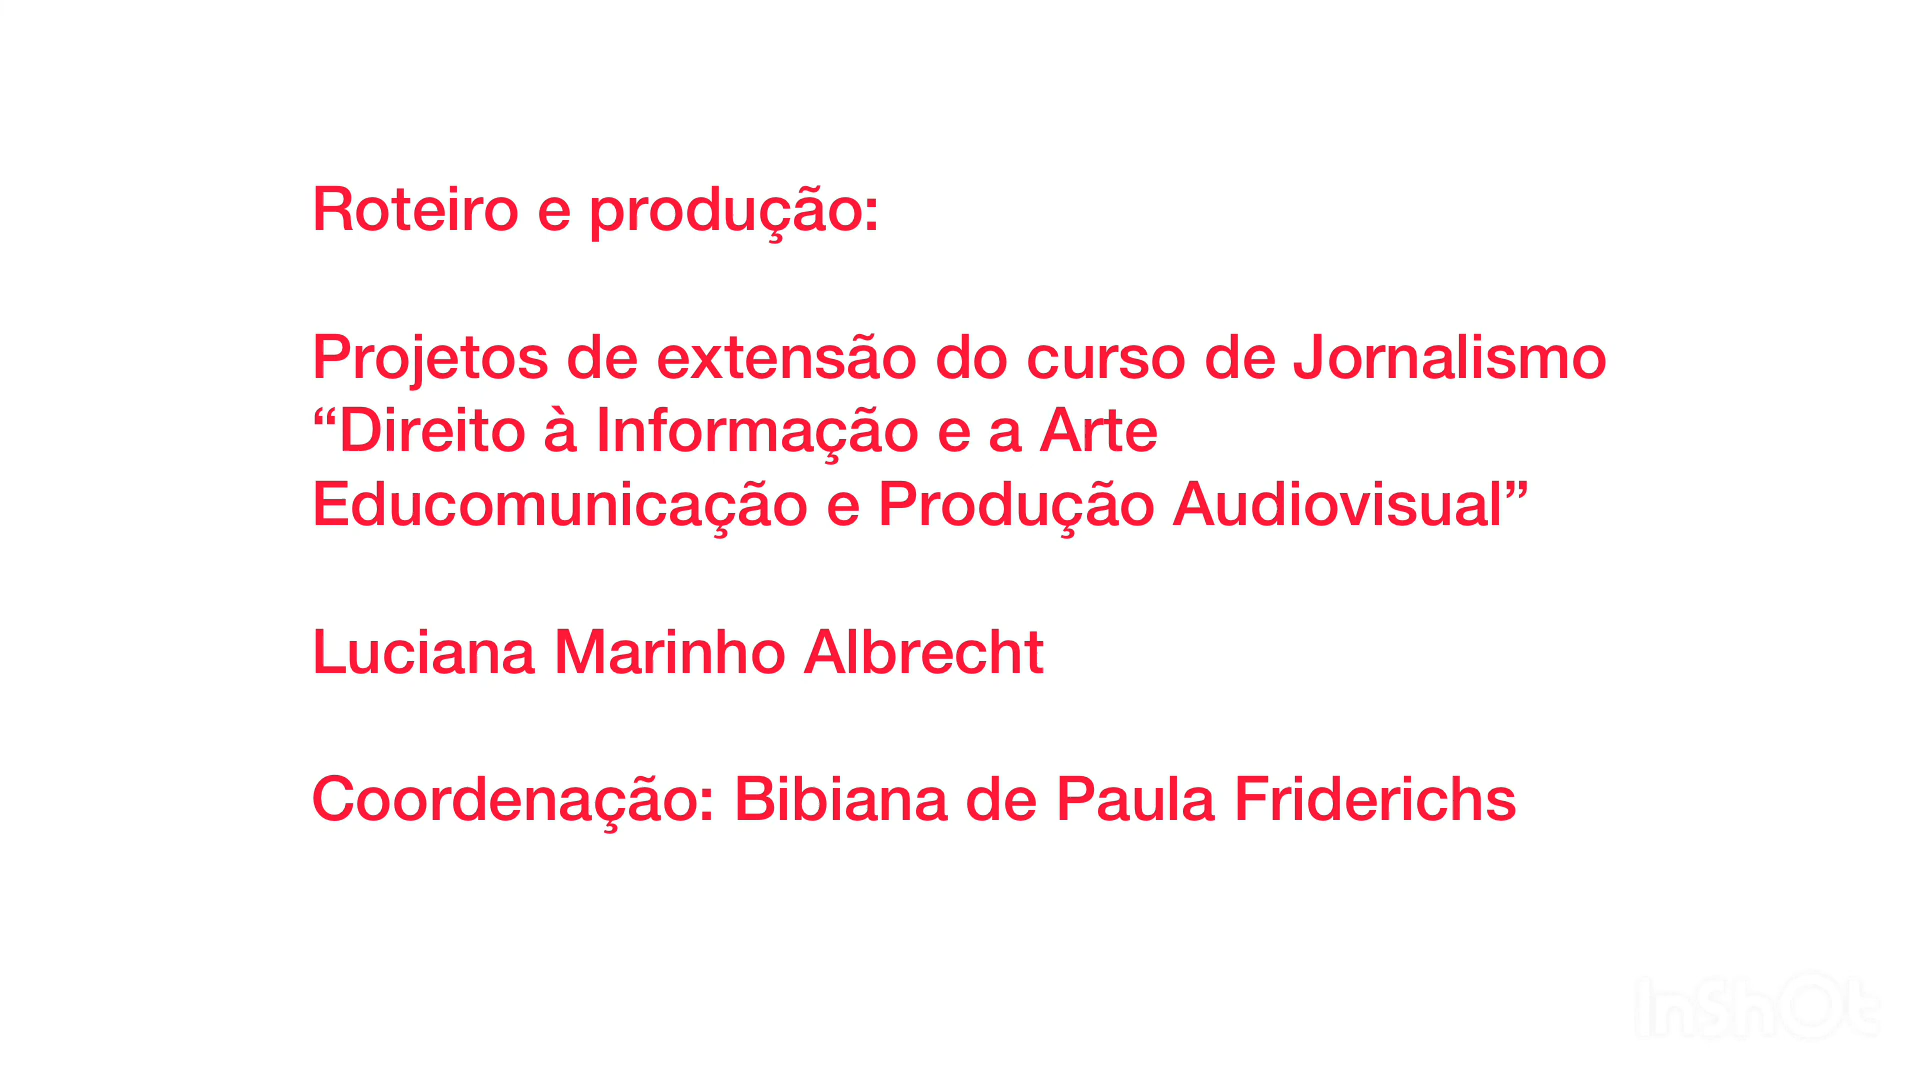 Roteiro e produção:
Projetos de extensão do curso de Jornalismo
“Direito à Informação e a Arte
Educomunicação e Produção Audiovisual”
Luciana Marinho Albrecht
Coordenação: Bibiana de Paula Friderichs
InShOt